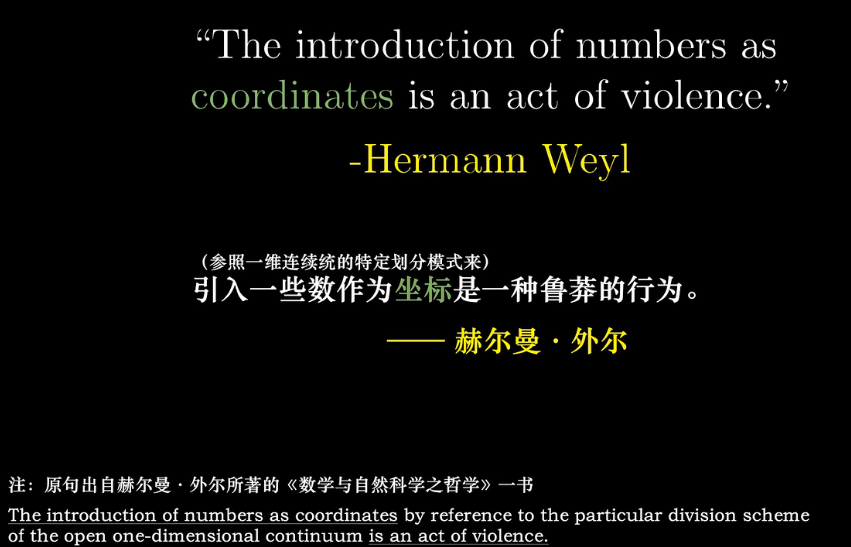 “The introduction of numbers as
coordinates is an act of violence.”
-Hermann Weyl
（参照一维连续统的特定划分模式来）
引入一些数作为坐标是一种鲁莽的行为。
—— 赫尔曼 · 外尔
注：原句出自赫尔曼 · 外尔所著的《数学与自然科学之哲学》一书
The introduction of numbers as coordinates by reference to the particular division scheme
of the open one-dimensional continuum is an act of violence.